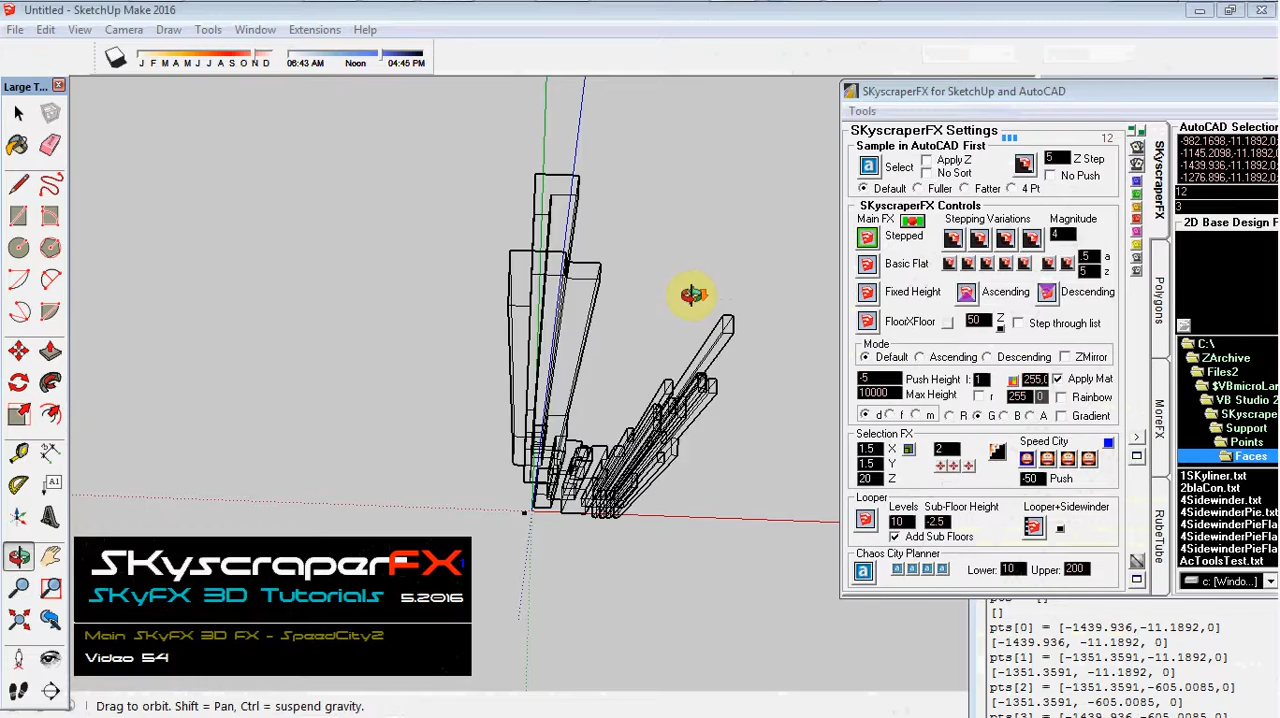 Untitled - SketchUp Make 2016
File Edit View Camera Draw Tools Window Extensions Help
J F M A M J J A S O N D 06:43 AM Noon 04:45 PM
Large T...
SKyscraperFX for SketchUp and AutoCAD
Tools
SKyscraperFX Settings 12
Sample in AutoCAD First
Select Apply Z 5 Z Step
No Sort No Push
Default Fuller Fatter 4 Pt
SKyscraperFX Controls
Main FX Stepping Variations Magnitude
Stepped 4
Basic Flat .5 a
5 z
Fixed Height Ascending Descending
FloorXFloor 50 Z Step through list
Mode
Default Ascending Descending ZMirror
-5 Push Height I: 1 255,0 Apply Mat
10000 Max Height r 255 0 Rainbow
d f m R G B A Gradient
Selection FX Speed City
1.5 X 2
1.5 Y
20 Z -50 Push
Looper
Levels Sub-Floor Height Looper+Sidewinder
10 -2.5
Add Sub Floors
Chaos City Planner
Lower: 10 Upper: 200
SKyscraperFX
Polygons
MoreFX
RubeTube
AutoCAD Selection
-982.1698,-11.1892,0
-1145.2098,-11.1892,0
-1439.936,-11.1892,0
-1276.896,-11.1892,0
12
3
2D Base Design F
C:\
ZArchive
Files2
$VBmicroLan
VB Studio 2
SKyscrape
Support
Points
Faces
1SKyliner.txt
2blaCon.txt
4Sidewinder.txt
4SidewinderPie.txt
4SidewinderPieFla
4SidewinderPieFla
AcToolsTest.txt
c: [Windo...
[]
pts[0] = [-1439.936,-11.1892,0]
[-1439.936, -11.1892, 0]
pts[1] = [-1351.3591,-11.1892,0]
[-1351.3591, -11.1892, 0]
pts[2] = [-1351.3591,-605.0085,0]
[-1351.3591, -605.0085, 0]
SKyscraperFX
SKyFX 3D Tutorials 5.2016
Main SKyFX 3D FX - SpeedCity2
Video 54
Drag to orbit. Shift = Pan, Ctrl = suspend gravity.